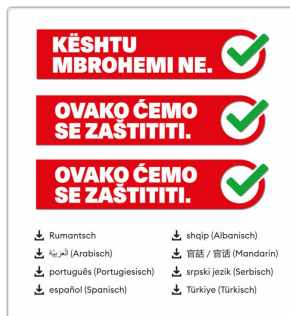 KËSHTU
MBROHEMI NE.
OVAKO ĆEMO
SE ZAŠTITITI.
OVAKO ĆEMO
SE ZAŠTITITI.
Rumantsch
shqip (Albanisch)
العربيّة (Arabisch)
官話 / 官话 (Mandarin)
português (Portugiesisch)
srpski jezik (Serbisch)
español (Spanisch)
Türkiye (Türkisch)